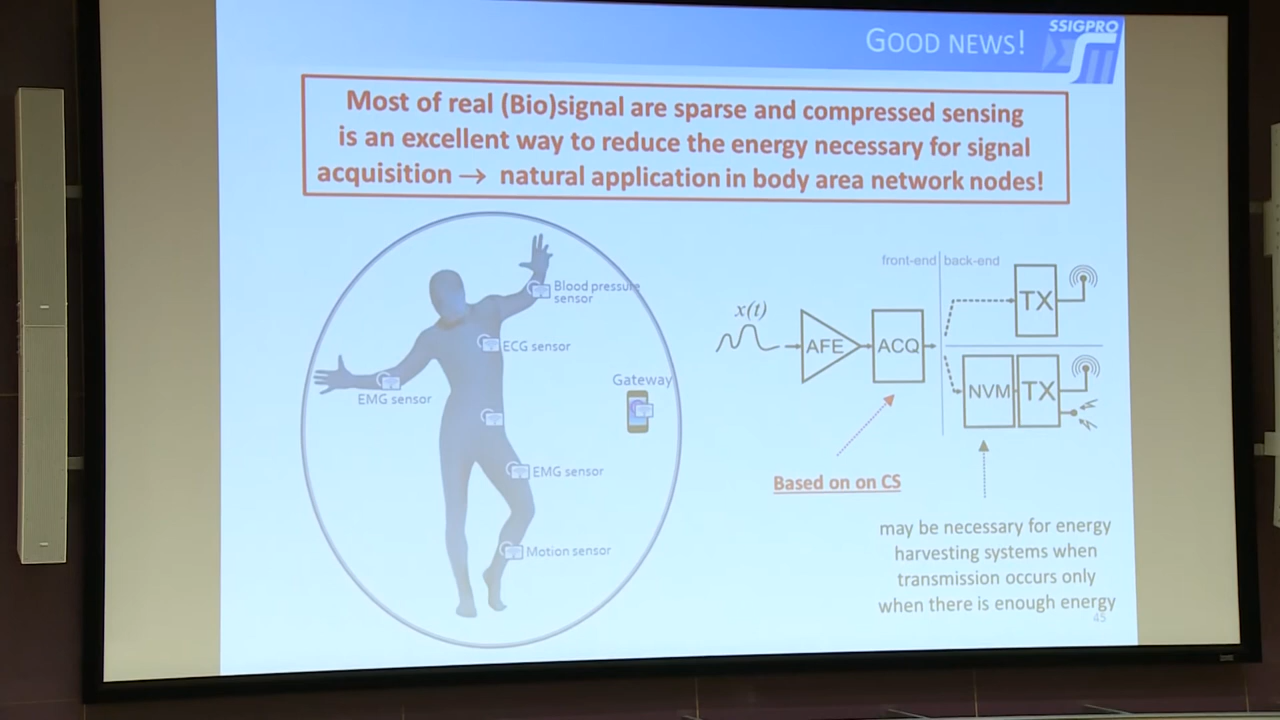 GOOD NEWS!
SSIGPRO
Most of real (Bio)signal are sparse and compressed sensing
is an excellent way to reduce the energy necessary for signal
acquisition → natural application in body area network nodes!
Blood pressure
sensor
ECG sensor
EMG sensor
Gateway
EMG sensor
Motion sensor
front-end
back-end
x(t)
AFE
ACQ
TX
NVM
TX
Based on on CS
may be necessary for energy
harvesting systems when
transmission occurs only
when there is enough energy
45